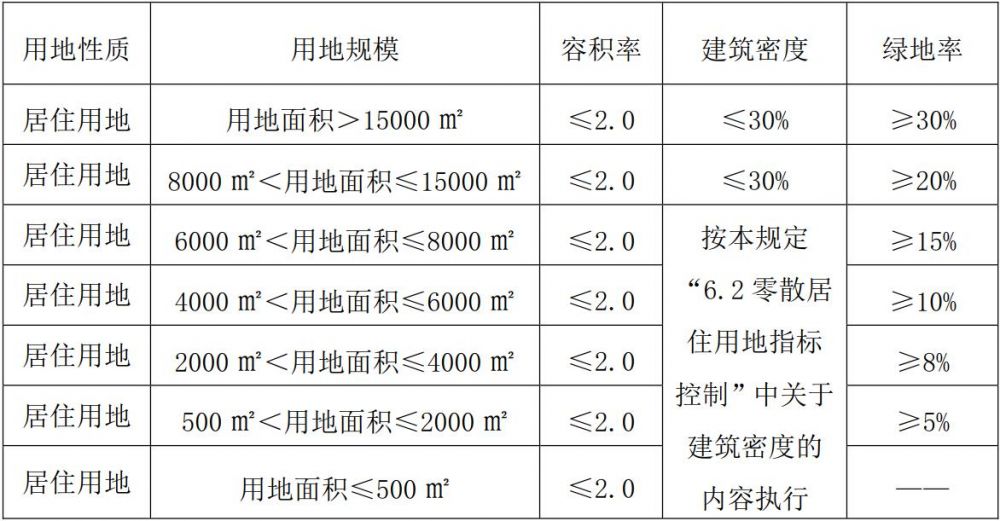 用地性质 用地规模 容积率 建筑密度 绿地率
居住用地 用地面积＞15000 ㎡ ≤2.0 ≤30% ≥30%
居住用地 8000 ㎡＜用地面积≤15000 ㎡ ≤2.0 ≤30% ≥20%
居住用地 6000 ㎡＜用地面积≤8000 ㎡ ≤2.0 按本规定 ≥15%
居住用地 4000 ㎡＜用地面积≤6000 ㎡ ≤2.0 “6.2 零散居 ≥10%
居住用地 2000 ㎡＜用地面积≤4000 ㎡ ≤2.0 住用地指标 ≥8%
居住用地 500 ㎡＜用地面积≤2000 ㎡ ≤2.0 控制”中关于 ≥5%
建筑密度的
居住用地 用地面积≤500 ㎡ ≤2.0 内容执行 ——